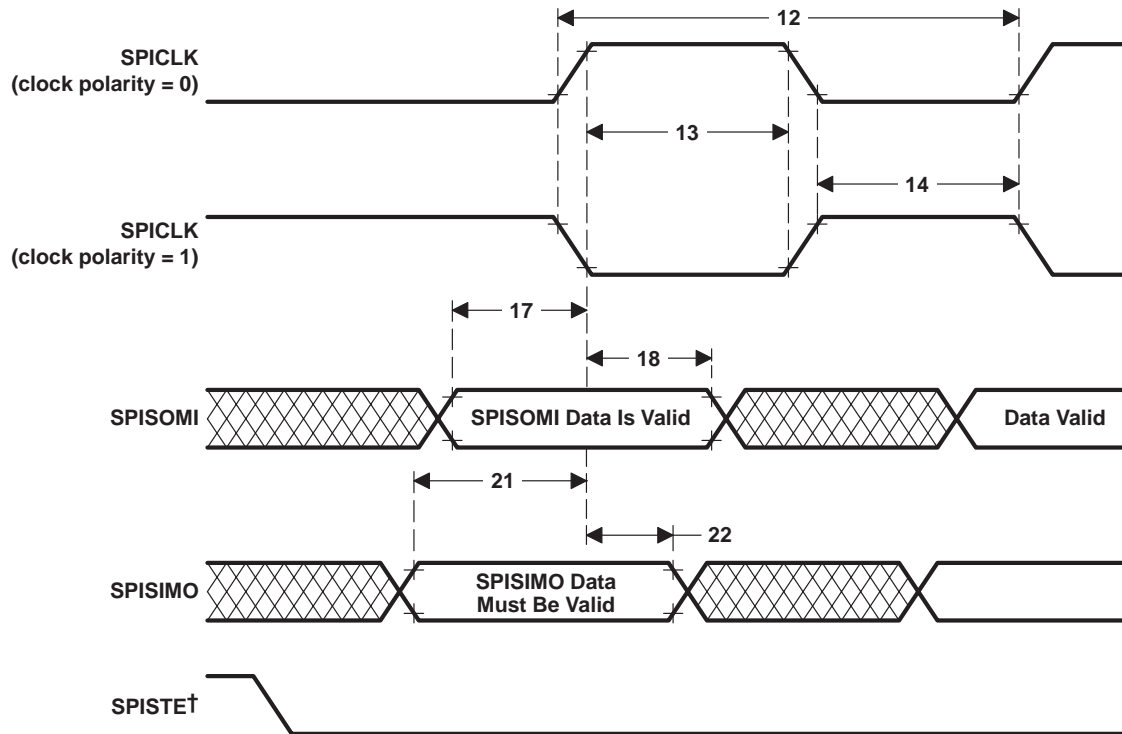 12
SPICLK
(clock polarity = 0)
13
14
SPICLK
(clock polarity = 1)
17
18
SPISOMI
SPISOMI Data Is Valid
Data Valid
21
22
SPISIMO
SPISIMO Data
Must Be Valid
SPISTE†